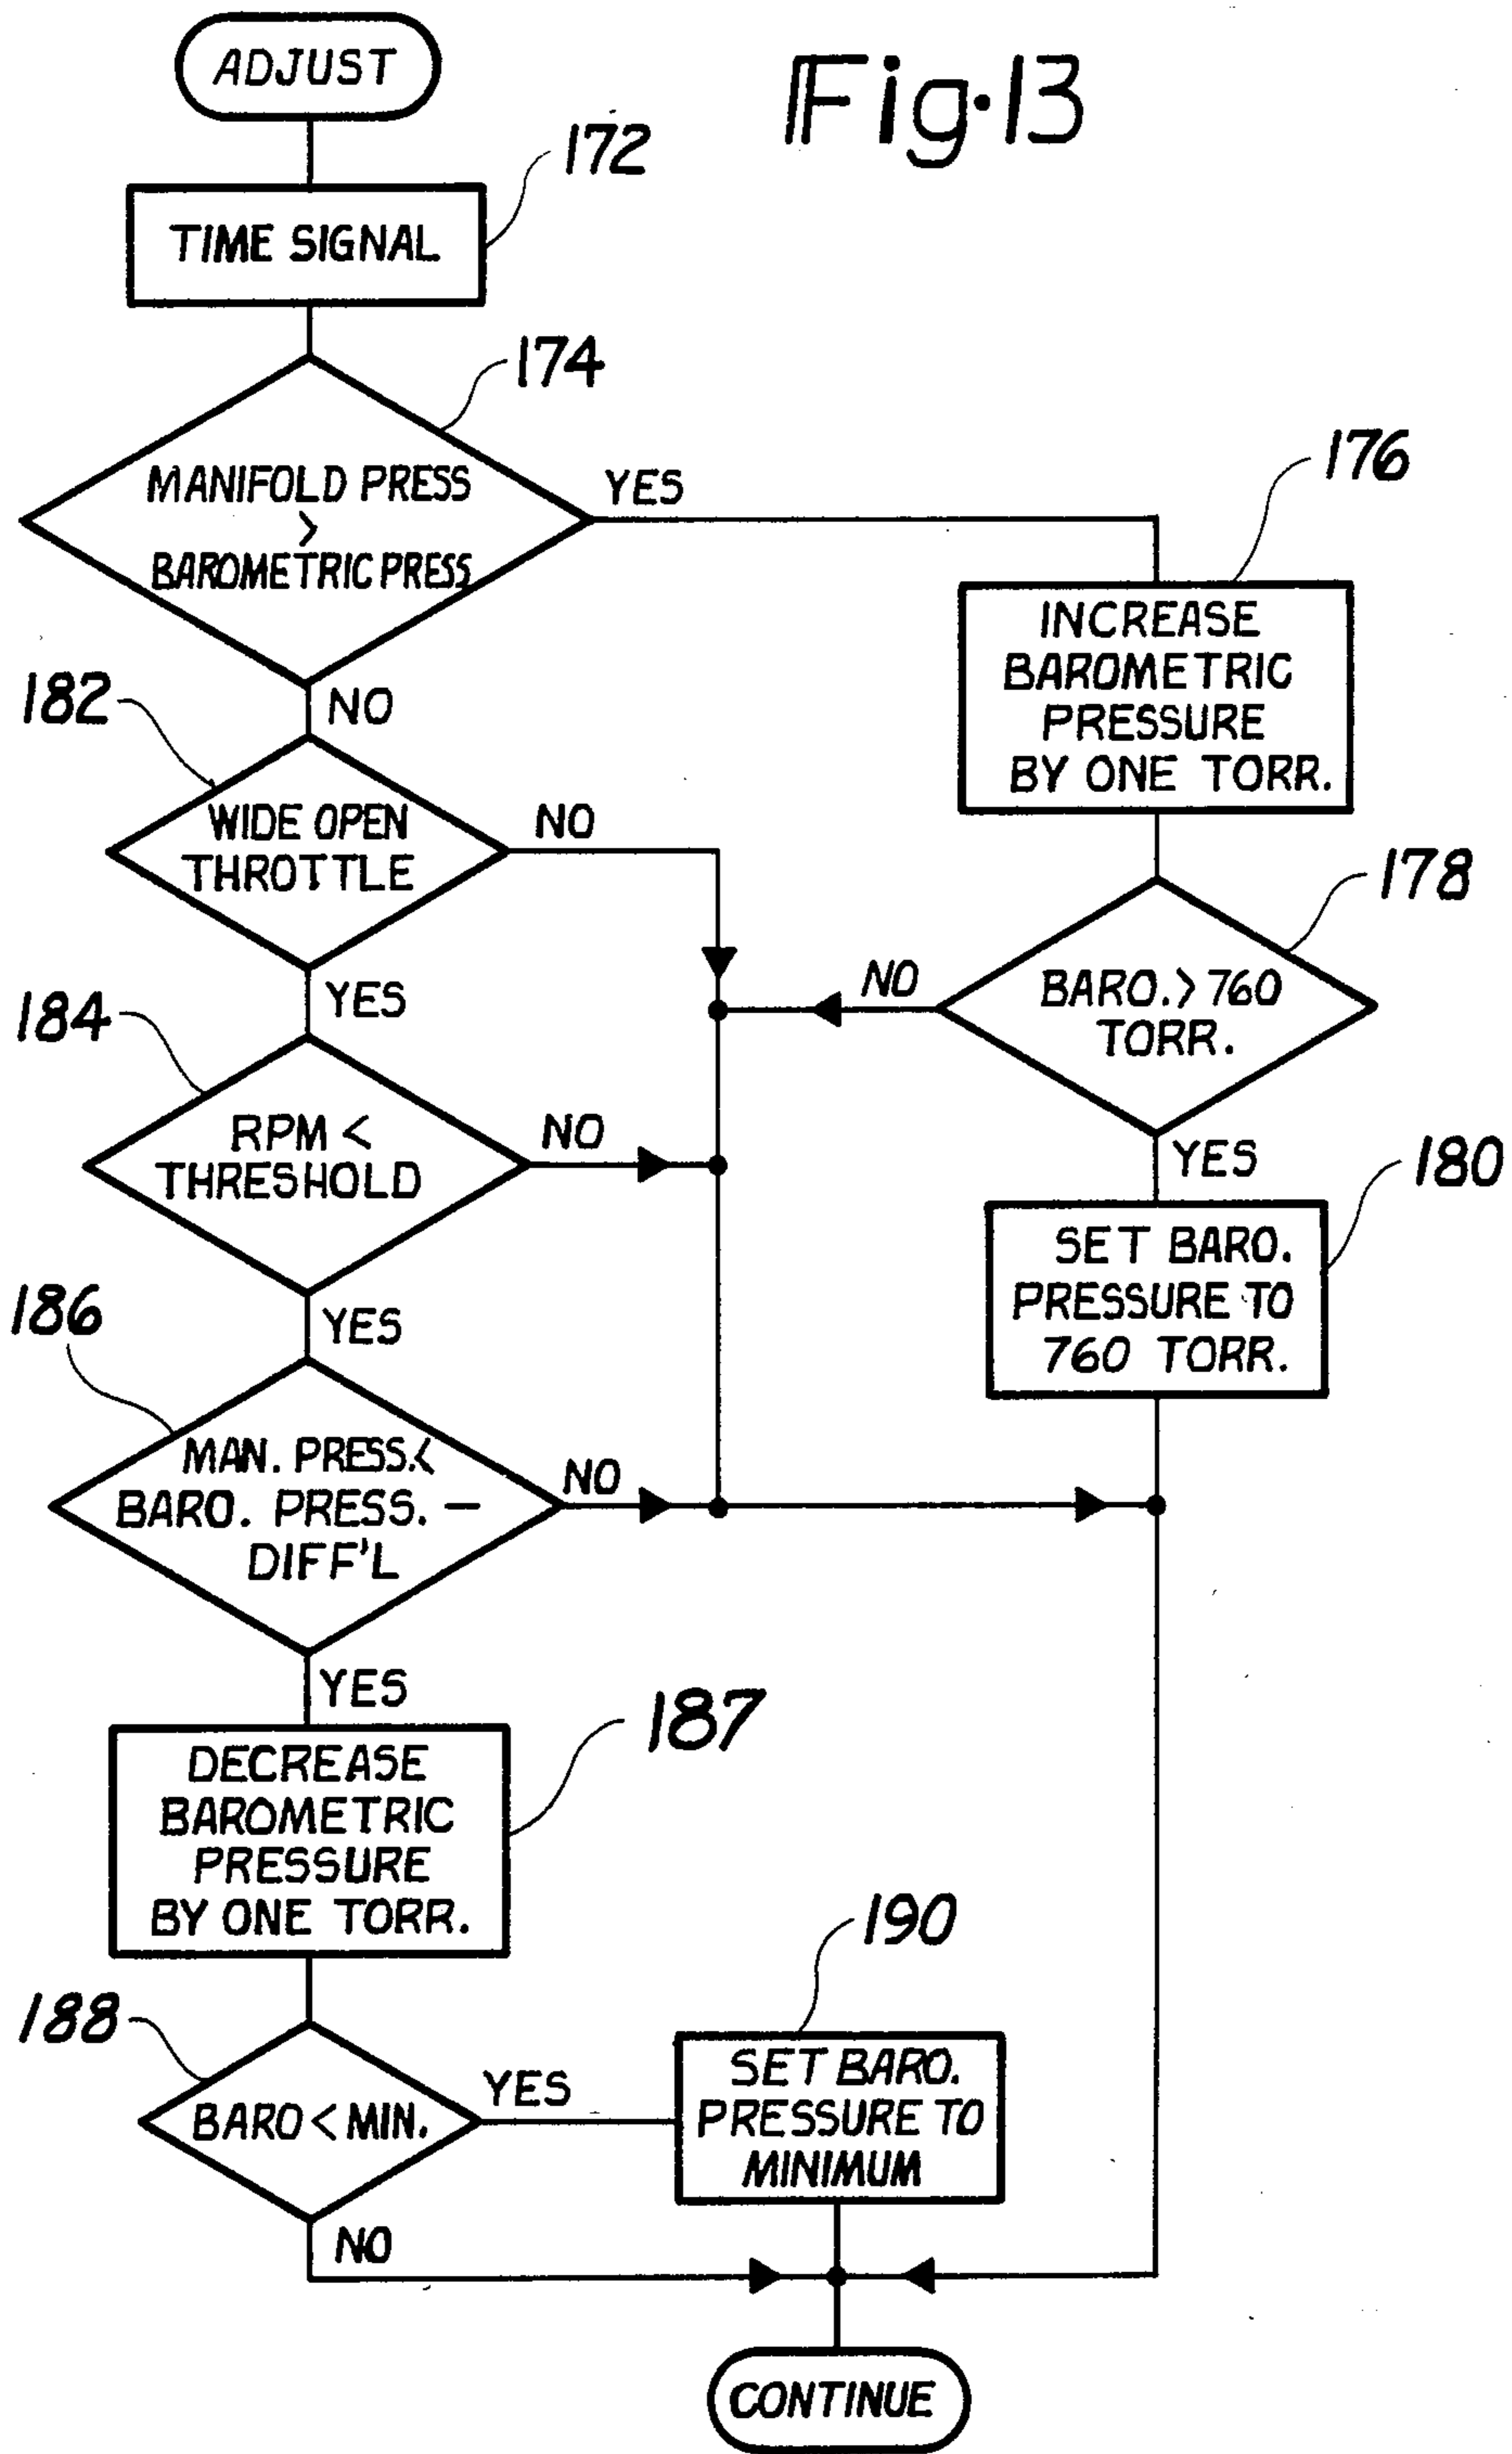 ADJUST
Fig.13
172
TIME SIGNAL
174
MANIFOLD PRESS
>
BAROMETRIC PRESS
YES
176
INCREASE
BAROMETRIC
PRESSURE
BY ONE TORR.
182
NO
WIDE OPEN
THROTTLE
NO
178
BARO. > 760
TORR.
NO
YES
184
RPM <
THRESHOLD
NO
YES
180
SET BARO.
PRESSURE TO
760 TORR.
186
YES
MAN. PRESS. <
BARO. PRESS. —
DIFF'L
NO
YES
187
DECREASE
BAROMETRIC
PRESSURE
BY ONE TORR.
188
190
BARO < MIN.
YES
SET BARO.
PRESSURE TO
MINIMUM
NO
CONTINUE